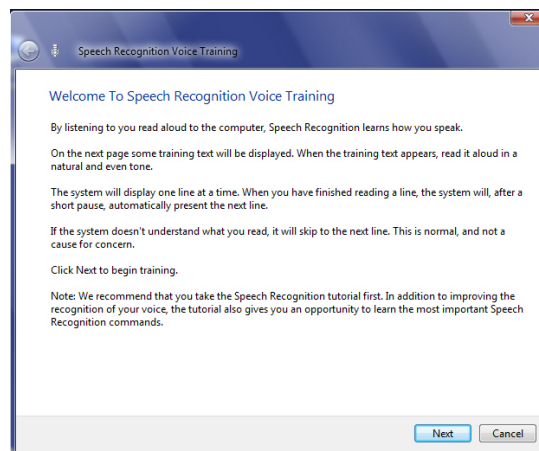 Speech Recognition Voice Training
Welcome To Speech Recognition Voice Training
By listening to you read aloud to the computer, Speech Recognition learns how you speak.
On the next page some training text will be displayed. When the training text appears, read it aloud in a
natural and even tone.
The system will display one line at a time. When you have finished reading a line, the system will, after a
short pause, automatically present the next line.
If the system doesn't understand what you read, it will skip to the next line. This is normal, and not a
cause for concern.
Click Next to begin training.
Note: We recommend that you take the Speech Recognition tutorial first. In addition to improving the
recognition of your voice, the tutorial also gives you an opportunity to learn the most important Speech
Recognition commands.
Next Cancel